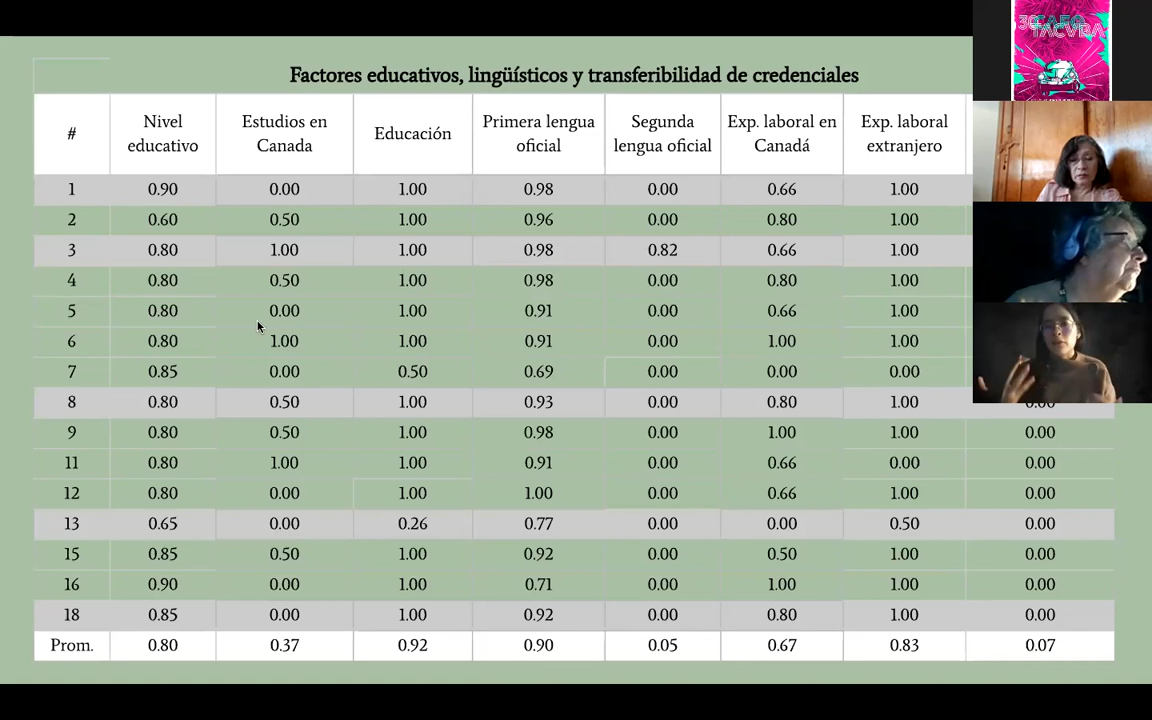 30 CAFE
TACVBA
Factores educativos, lingüísticos y transferibilidad de credenciales
# Nivel educativo Estudios en Canada Educación Primera lengua oficial Segunda lengua oficial Exp. laboral en Canadá Exp. laboral extranjero
1 0.90 0.00 1.00 0.98 0.00 0.66 1.00
2 0.60 0.50 1.00 0.96 0.00 0.80 1.00
3 0.80 1.00 1.00 0.98 0.82 0.66 1.00
4 0.80 0.50 1.00 0.98 0.00 0.80 1.00
5 0.80 0.00 1.00 0.91 0.00 0.66 1.00
6 0.80 1.00 1.00 0.91 0.00 1.00 1.00
7 0.85 0.00 0.50 0.69 0.00 0.00 0.00
8 0.80 0.50 1.00 0.93 0.00 0.80 1.00 0.00
9 0.80 0.50 1.00 0.98 0.00 1.00 1.00 0.00
11 0.80 1.00 1.00 0.91 0.00 0.66 0.00 0.00
12 0.80 0.00 1.00 1.00 0.00 0.66 1.00 0.00
13 0.65 0.00 0.26 0.77 0.00 0.00 0.50 0.00
15 0.85 0.50 1.00 0.92 0.00 0.50 1.00 0.00
16 0.90 0.00 1.00 0.71 0.00 1.00 1.00 0.00
18 0.85 0.00 1.00 0.92 0.00 0.80 1.00 0.00
Prom. 0.80 0.37 0.92 0.90 0.05 0.67 0.83 0.07